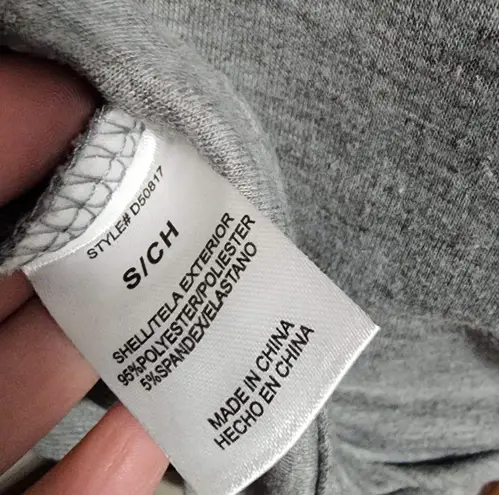 STYLE# D50817
S/CH
SHELL/TELA EXTERIOR
95%POLYESTER/POLIESTER
5%SPANDEX/ELASTANO
MADE IN CHINA
HECHO EN CHINA